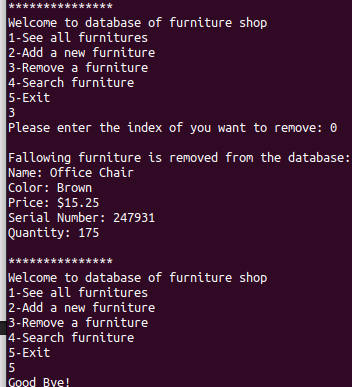 ***************
Welcome to database of furniture shop
1-See all furnitures
2-Add a new furniture
3-Remove a furniture
4-Search furniture
5-Exit
3
Please enter the index of you want to remove: 0
Fallowing furniture is removed from the database:
Name: Office Chair
Color: Brown
Price: $15.25
Serial Number: 247931
Quantity: 175
***************
Welcome to database of furniture shop
1-See all furnitures
2-Add a new furniture
3-Remove a furniture
4-Search furniture
5-Exit
5
Good Bye!